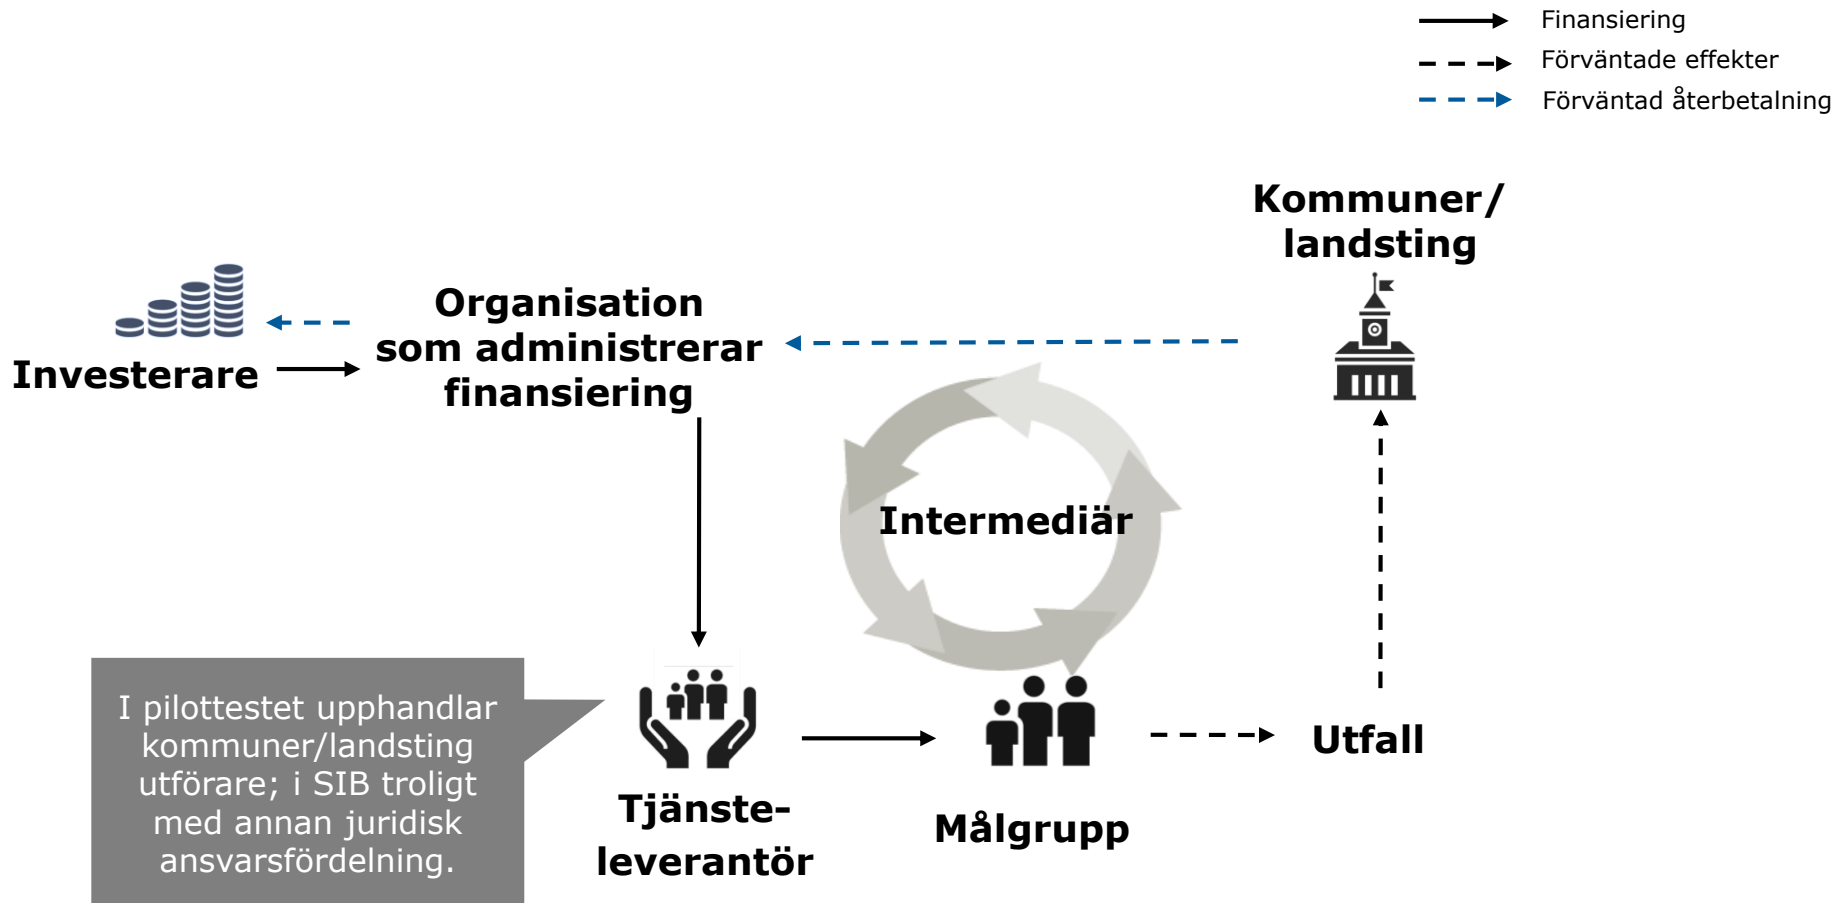 Finansiering
Förväntade effekter
Förväntad återbetalning
Kommuner/
landsting
Organisation
som administrerar
finansiering
Investerare
Intermediär
I pilottestet upphandlar
kommuner/landsting
utförare; i SIB troligt
med annan juridisk
ansvarsfördelning.
Tjänste-
leverantör
Målgrupp
Utfall